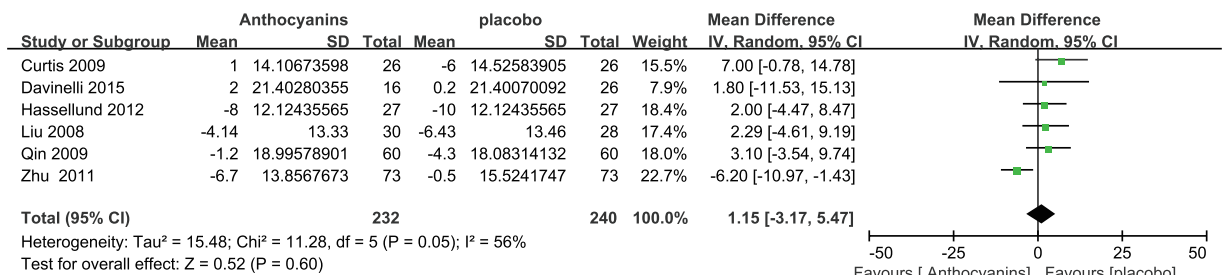 Anthocyanins placebo Mean Difference Mean Difference
Study or Subgroup Mean SD Total Mean SD Total Weight IV, Random, 95% CI IV, Random, 95% CI
Curtis 2009 1 14.10673598 26 -6 14.52583905 26 15.5% 7.00 [-0.78, 14.78]
Davinelli 2015 2 21.40280355 16 0.2 21.40070092 26 7.9% 1.80 [-11.53, 15.13]
Hassellund 2012 -8 12.12435565 27 -10 12.12435565 27 18.4% 2.00 [-4.47, 8.47]
Liu 2008 -4.14 13.33 30 -6.43 13.46 28 17.4% 2.29 [-4.61, 9.19]
Qin 2009 -1.2 18.99578901 60 -4.3 18.08314132 60 18.0% 3.10 [-3.54, 9.74]
Zhu 2011 -6.7 13.8567673 73 -0.5 15.5241747 73 22.7% -6.20 [-10.97, -1.43]
Total (95% CI) 232 240 100.0% 1.15 [-3.17, 5.47]
Heterogeneity: Tau² = 15.48; Chi² = 11.28, df = 5 (P = 0.05); I² = 56%
Test for overall effect: Z = 0.52 (P = 0.60)
-50 -25 0 25 50
Favours [ Anthocyanins] Favours [placebo]